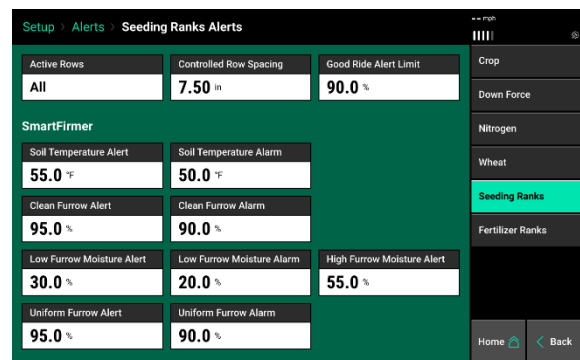 Setup > Alerts > Seeding Ranks Alerts
-- mph
Active Rows
All
Controlled Row Spacing
7.50 in
Good Ride Alert Limit
90.0 %
SmartFirmer
Soil Temperature Alert
55.0 °F
Soil Temperature Alarm
50.0 °F
Clean Furrow Alert
95.0 %
Clean Furrow Alarm
90.0 %
Low Furrow Moisture Alert
30.0 %
Low Furrow Moisture Alarm
20.0 %
High Furrow Moisture Alert
55.0 %
Uniform Furrow Alert
95.0 %
Uniform Furrow Alarm
90.0 %
Crop
Down Force
Nitrogen
Wheat
Seeding Ranks
Fertilizer Ranks
Home
< Back